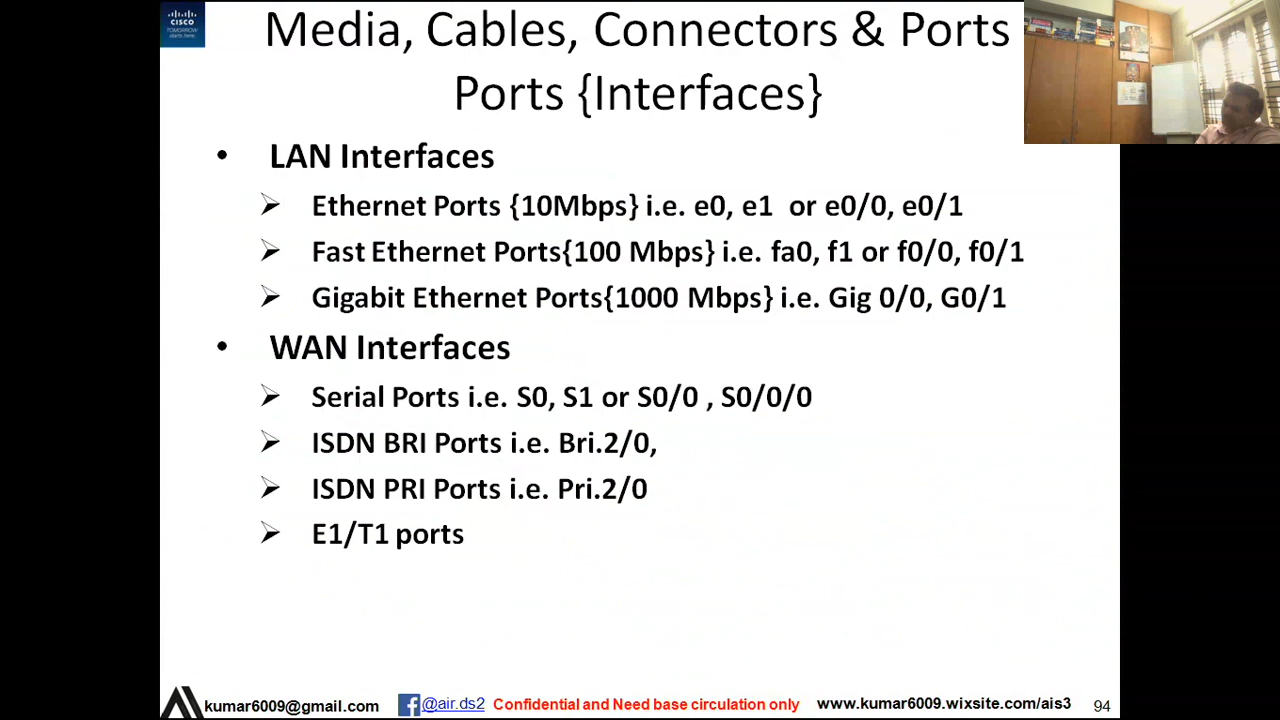 CISCO
TOMORROW
starts here.
Media, Cables, Connectors & Ports
Ports {Interfaces}
• LAN Interfaces
Ethernet Ports {10Mbps} i.e. e0, e1 or e0/0, e0/1
Fast Ethernet Ports{100 Mbps} i.e. fa0, f1 or f0/0, f0/1
Gigabit Ethernet Ports{1000 Mbps} i.e. Gig 0/0, G0/1
• WAN Interfaces
Serial Ports i.e. S0, S1 or S0/0 , S0/0/0
ISDN BRI Ports i.e. Bri.2/0,
ISDN PRI Ports i.e. Pri.2/0
E1/T1 ports
kumar6009@gmail.com @air.ds2 Confidential and Need base circulation only www.kumar6009.wixsite.com/ais3 94